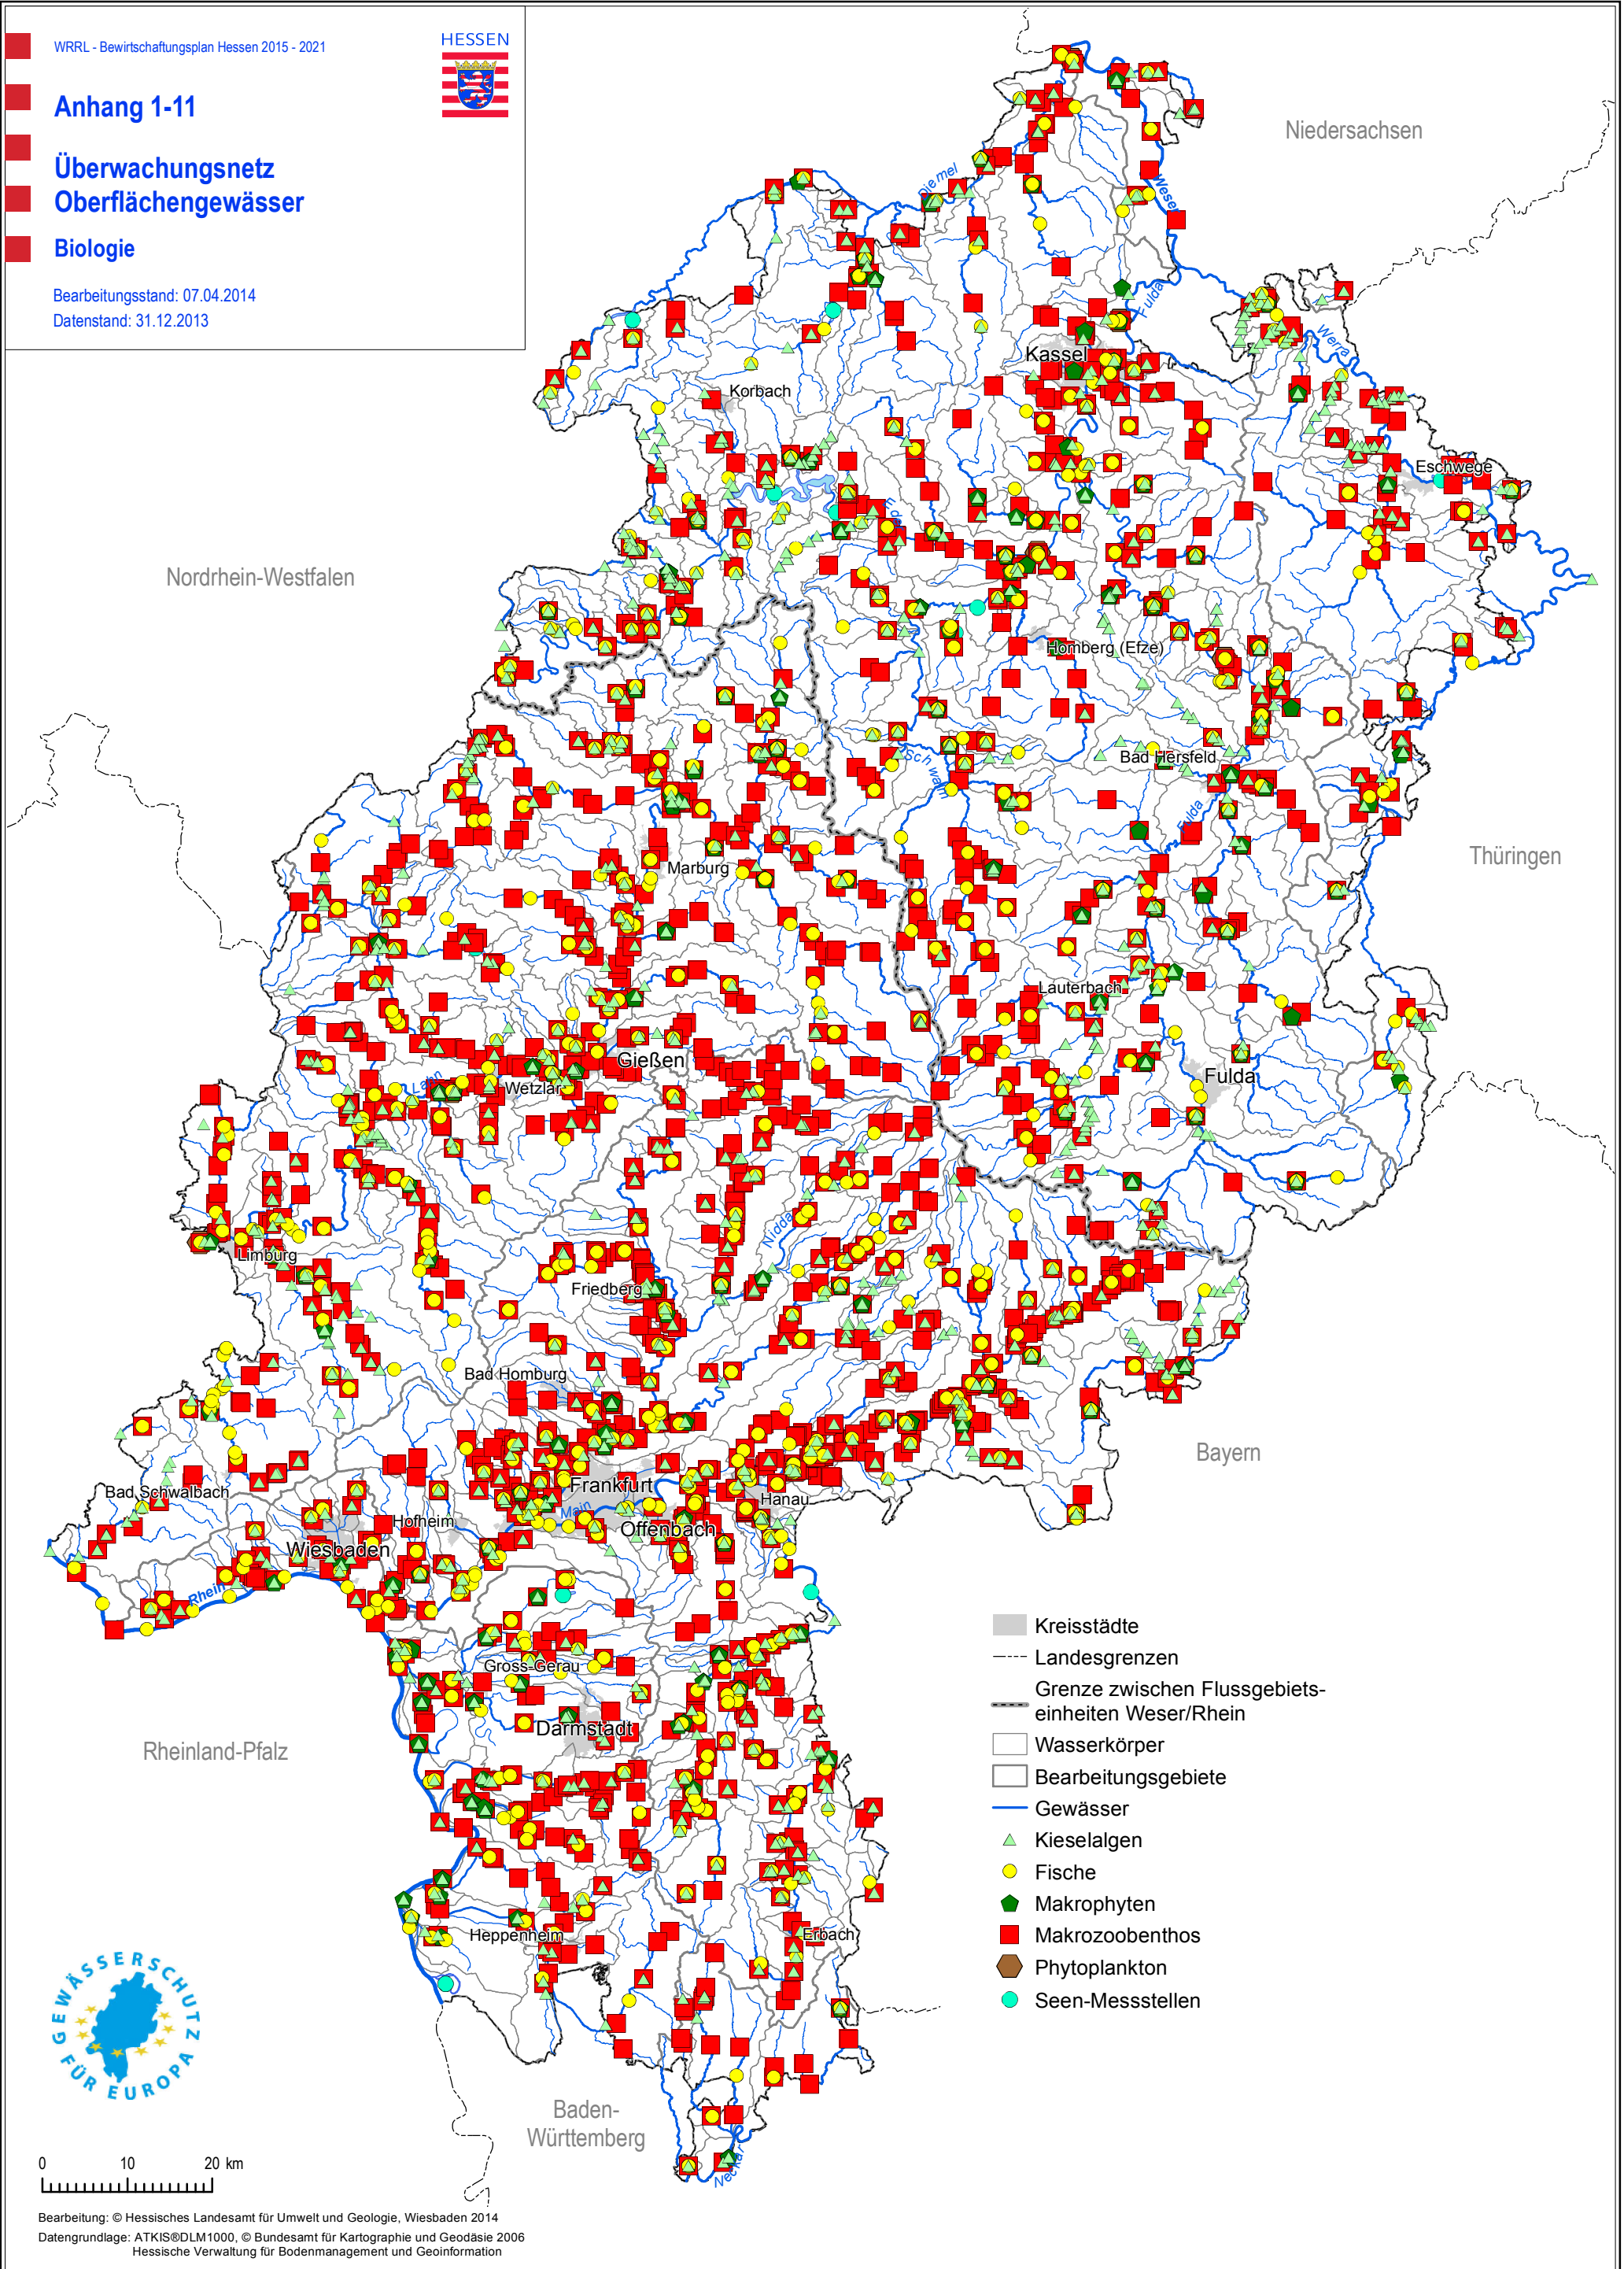 WRRL - Bewirtschaftungsplan Hessen 2015 - 2021
HESSEN
Anhang 1-11
Überwachungsnetz
Oberflächengewässer
Biologie
Bearbeitungsstand: 07.04.2014
Datenstand: 31.12.2013
Niedersachsen
Diemel
Weser
Fulda
Werra
Kassel
Korbach
Eschwege
Nordrhein-Westfalen
Homberg (Efze)
Schwalm
Bad Hersfeld
Fulda
Thüringen
Marburg
Lauterbach
Gießen
Fulda
Lahn
Wetzlar
Nidda
Limburg
Friedberg
Bad Homburg
Bayern
Bad Schwalbach
Frankfurt
Hanau
Main
Hofheim
Offenbach
Wiesbaden
Rhein
Gross-Gerau
Darmstadt
Rheinland-Pfalz
Heppenheim
Erbach
Kreisstädte
Landesgrenzen
Grenze zwischen Flussgebiets-
einheiten Weser/Rhein
Wasserkörper
Bearbeitungsgebiete
Gewässer
Kieselalgen
Fische
Makrophyten
Makrozoobenthos
Phytoplankton
Seen-Messstellen
GEWÄSSERSCHUTZ
FÜR EUROPA
Baden-
Württemberg
Neckar
0 10 20 km
Bearbeitung: © Hessisches Landesamt für Umwelt und Geologie, Wiesbaden 2014
Datengrundlage: ATKIS®DLM1000, © Bundesamt für Kartographie und Geodäsie 2006
Hessische Verwaltung für Bodenmanagement und Geoinformation